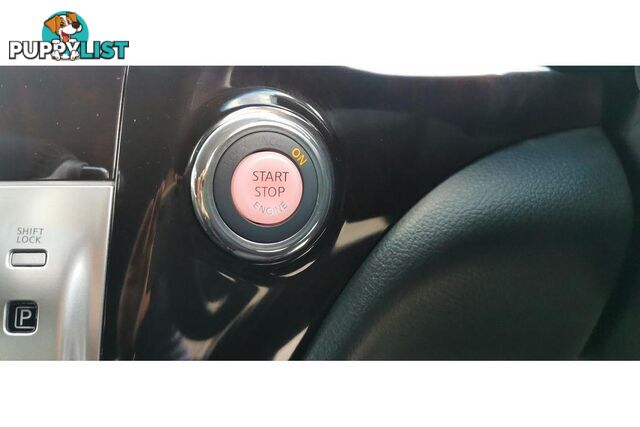 PUPPYLIST
ON
START
STOP
ENGINE
SHIFT
LOCK
P